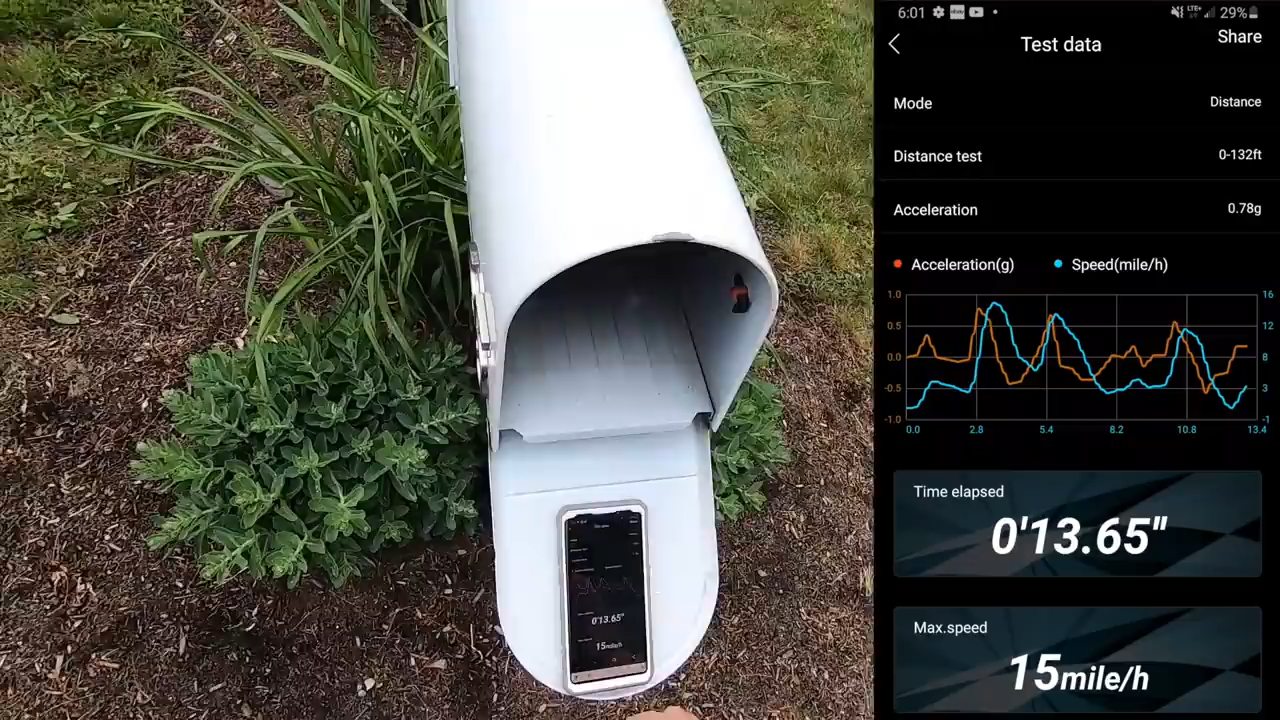 6:01
LTE+
29%
Test data
Share
Mode
Distance
Distance test
0-132ft
Acceleration
0.78g
Acceleration(g)
Speed(mile/h)
1.0
0.5
0.0
-0.5
-1.0
16
12
8
3
-1
0.0 2.8 5.4 8.2 10.8 13.4
Time elapsed
0'13.65"
Max.speed
15mile/h
0'13.65"
15mile/h